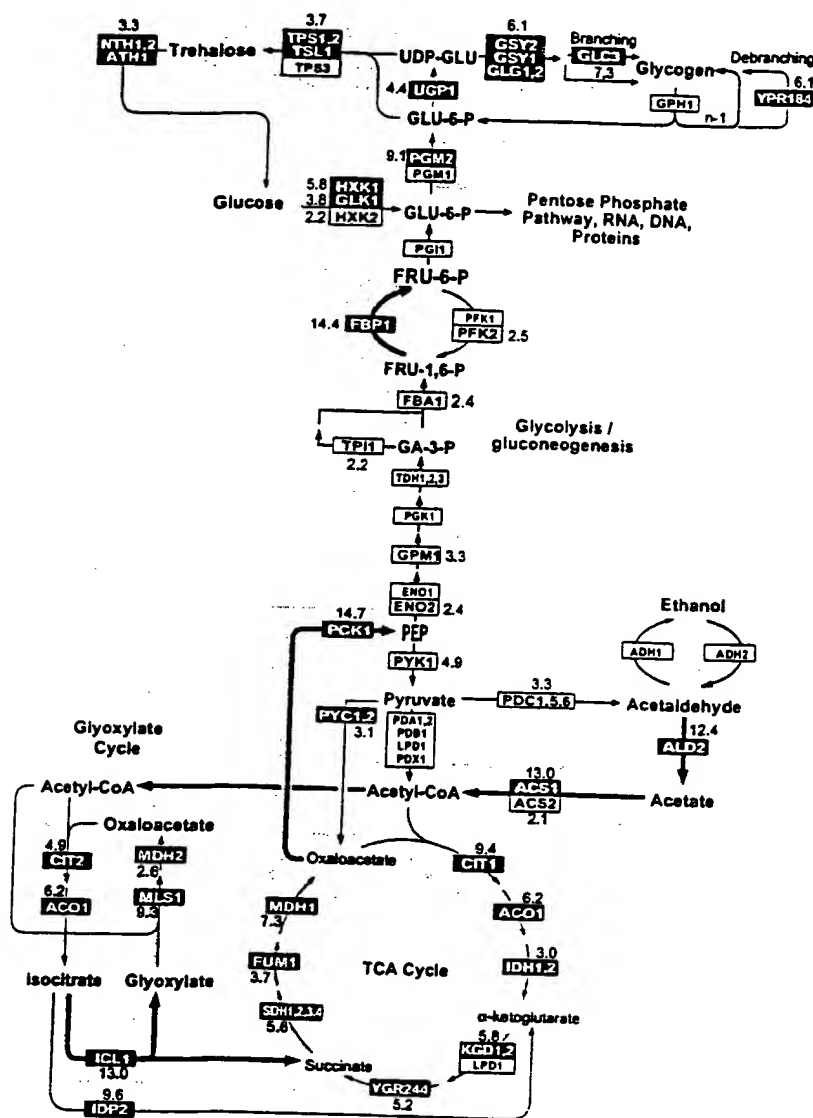 3.3
NTH1,2
ATH1
Trehalose
3.7
TPS1,2
TSL1
TPS3
UDP-GLU
6.1
GSY2
GSY1
GLG1,2
Branching
GLC3
7.3
Glycogen
Debranching
6.1
YPR184
GPH1
n-1
4.4
UGP1
GLU-6-P
9.1
PGM2
PGM1
Glucose
5.8
HXK1
3.8
GLK1
2.2
HXK2
GLU-6-P
Pentose Phosphate
Pathway, RNA, DNA,
Proteins
PGI1
FRU-6-P
14.4
FBP1
PFK1
PFK2
2.5
FRU-1,6-P
FBA1
2.4
Glycolysis /
gluconeogenesis
TPI1
2.2
GA-3-P
TDH1,2,3
PGK1
GPM1
3.3
ENO1
ENO2
2.4
14.7
PCK1
PEP
PYK1
4.9
Ethanol
ADH1
ADH2
Pyruvate
3.3
PDC1,5,6
Acetaldehyde
PYC1,2
3.1
PDA1,2
PDB1
LPD1
PDX1
12.4
ALD2
Glyoxylate
Cycle
Acetyl-CoA
Acetyl-CoA
13.0
ACS1
ACS2
2.1
Acetate
Oxaloacetate
4.9
CIT2
MDH2
2.6
6.2
ACO1
MLS1
9.3
Oxaloacetate
9.4
CIT1
MDH1
7.3
6.2
ACO1
FUM1
3.7
TCA Cycle
3.0
IDH1,2
isocitrate
Glyoxylate
SDH1,2,3,4
5.8
α-ketoglutarate
5.8
KGD1,2
LPD1
ICL1
13.0
Succinate
YGR244
5.2
9.6
IDP2